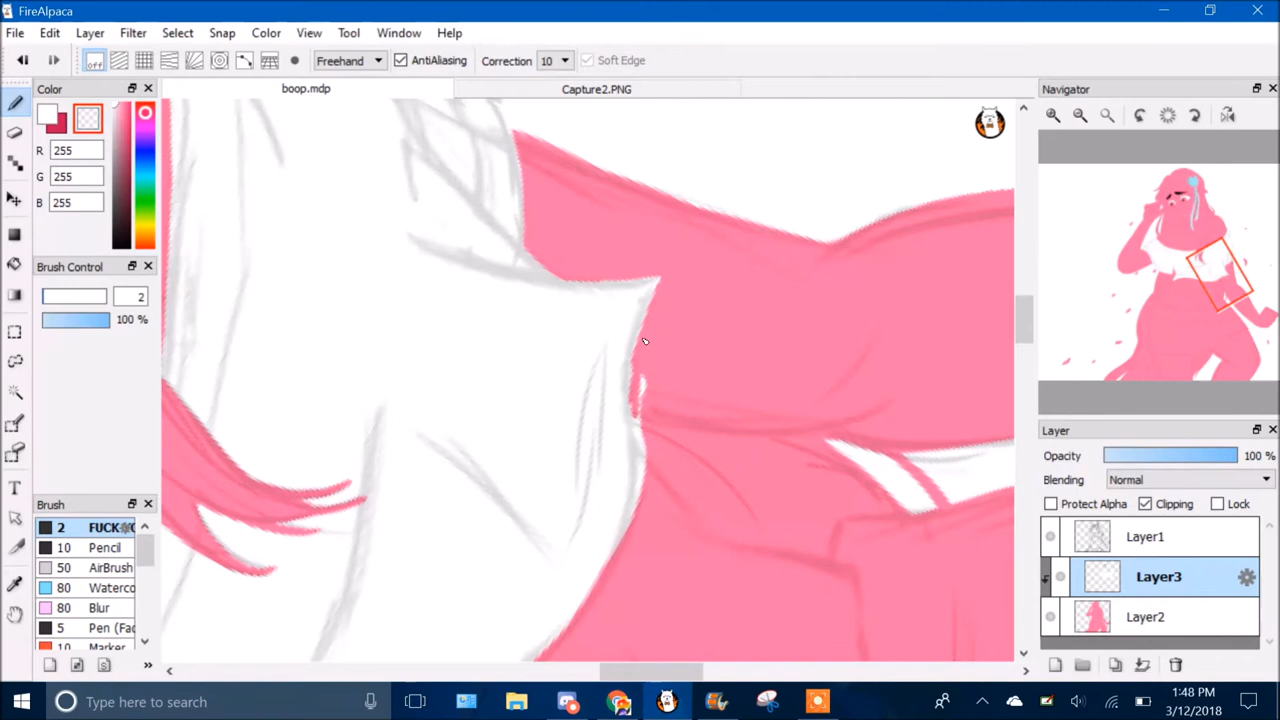 FireAlpaca
File Edit Layer Filter Select Snap Color View Tool Window Help
off Freehand AntiAliasing Correction 10 Soft Edge
Color boop.mdp Capture2.PNG Navigator
R 255
G 255
B 255
Brush Control
2
100 %
Layer
Opacity 100 %
Blending Normal
Protect Alpha Clipping Lock
Brush
2 FUCK
10 Pencil
50 AirBrush
80 Waterco
80 Blur
5 Pen (Fad
10 Marker
Layer1
Layer3
Layer2
Type here to search
1:48 PM
3/12/2018